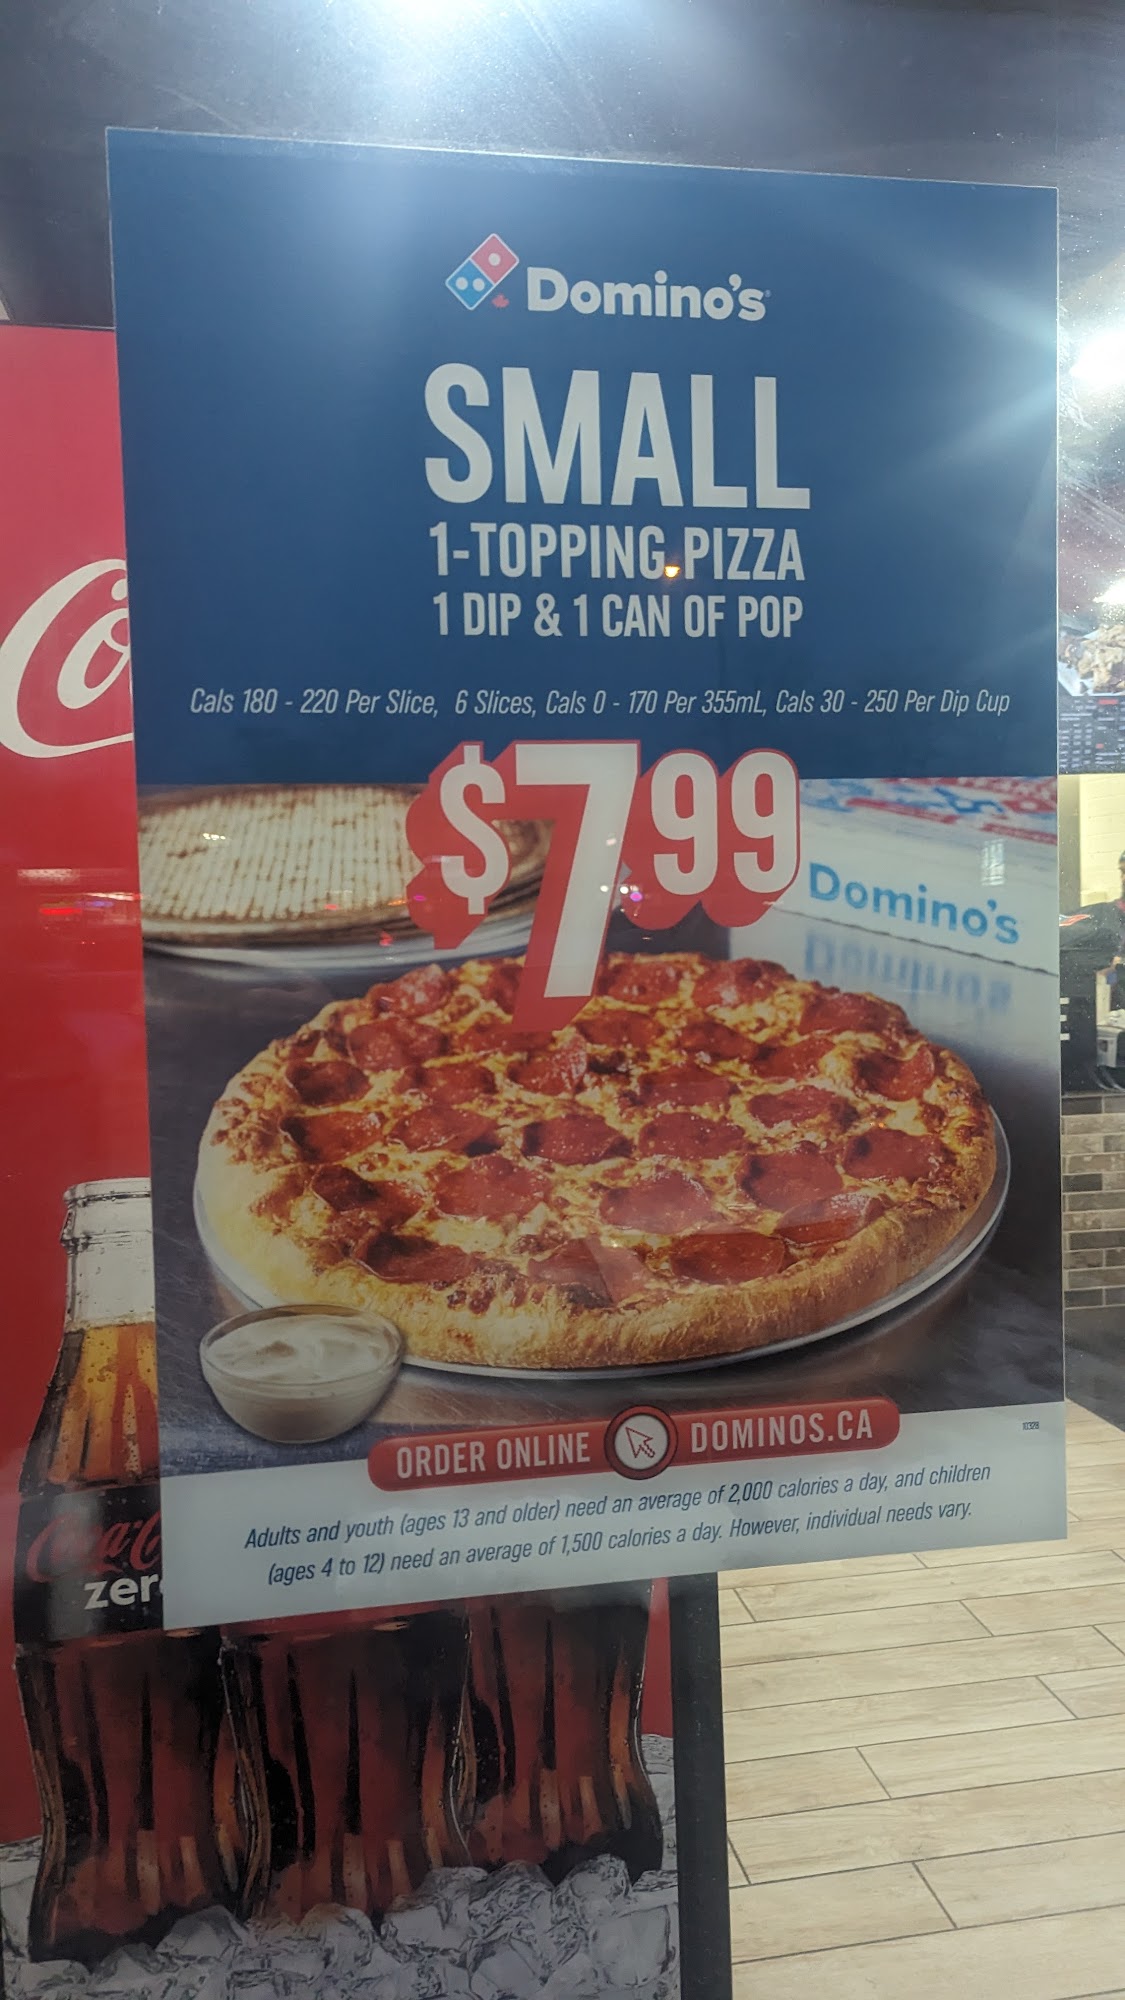 Domino's
SMALL
1-TOPPING PIZZA
1 DIP & 1 CAN OF POP
Cals 180 - 220 Per Slice, 6 Slices, Cals 0 - 170 Per 355mL, Cals 30 - 250 Per Dip Cup
$7.99
Domino's
ORDER ONLINE DOMINOS.CA
Adults and youth (ages 13 and older) need an average of 2,000 calories a day, and children
(ages 4 to 12) need an average of 1,500 calories a day. However, individual needs vary.
Co
Coca-C
zer